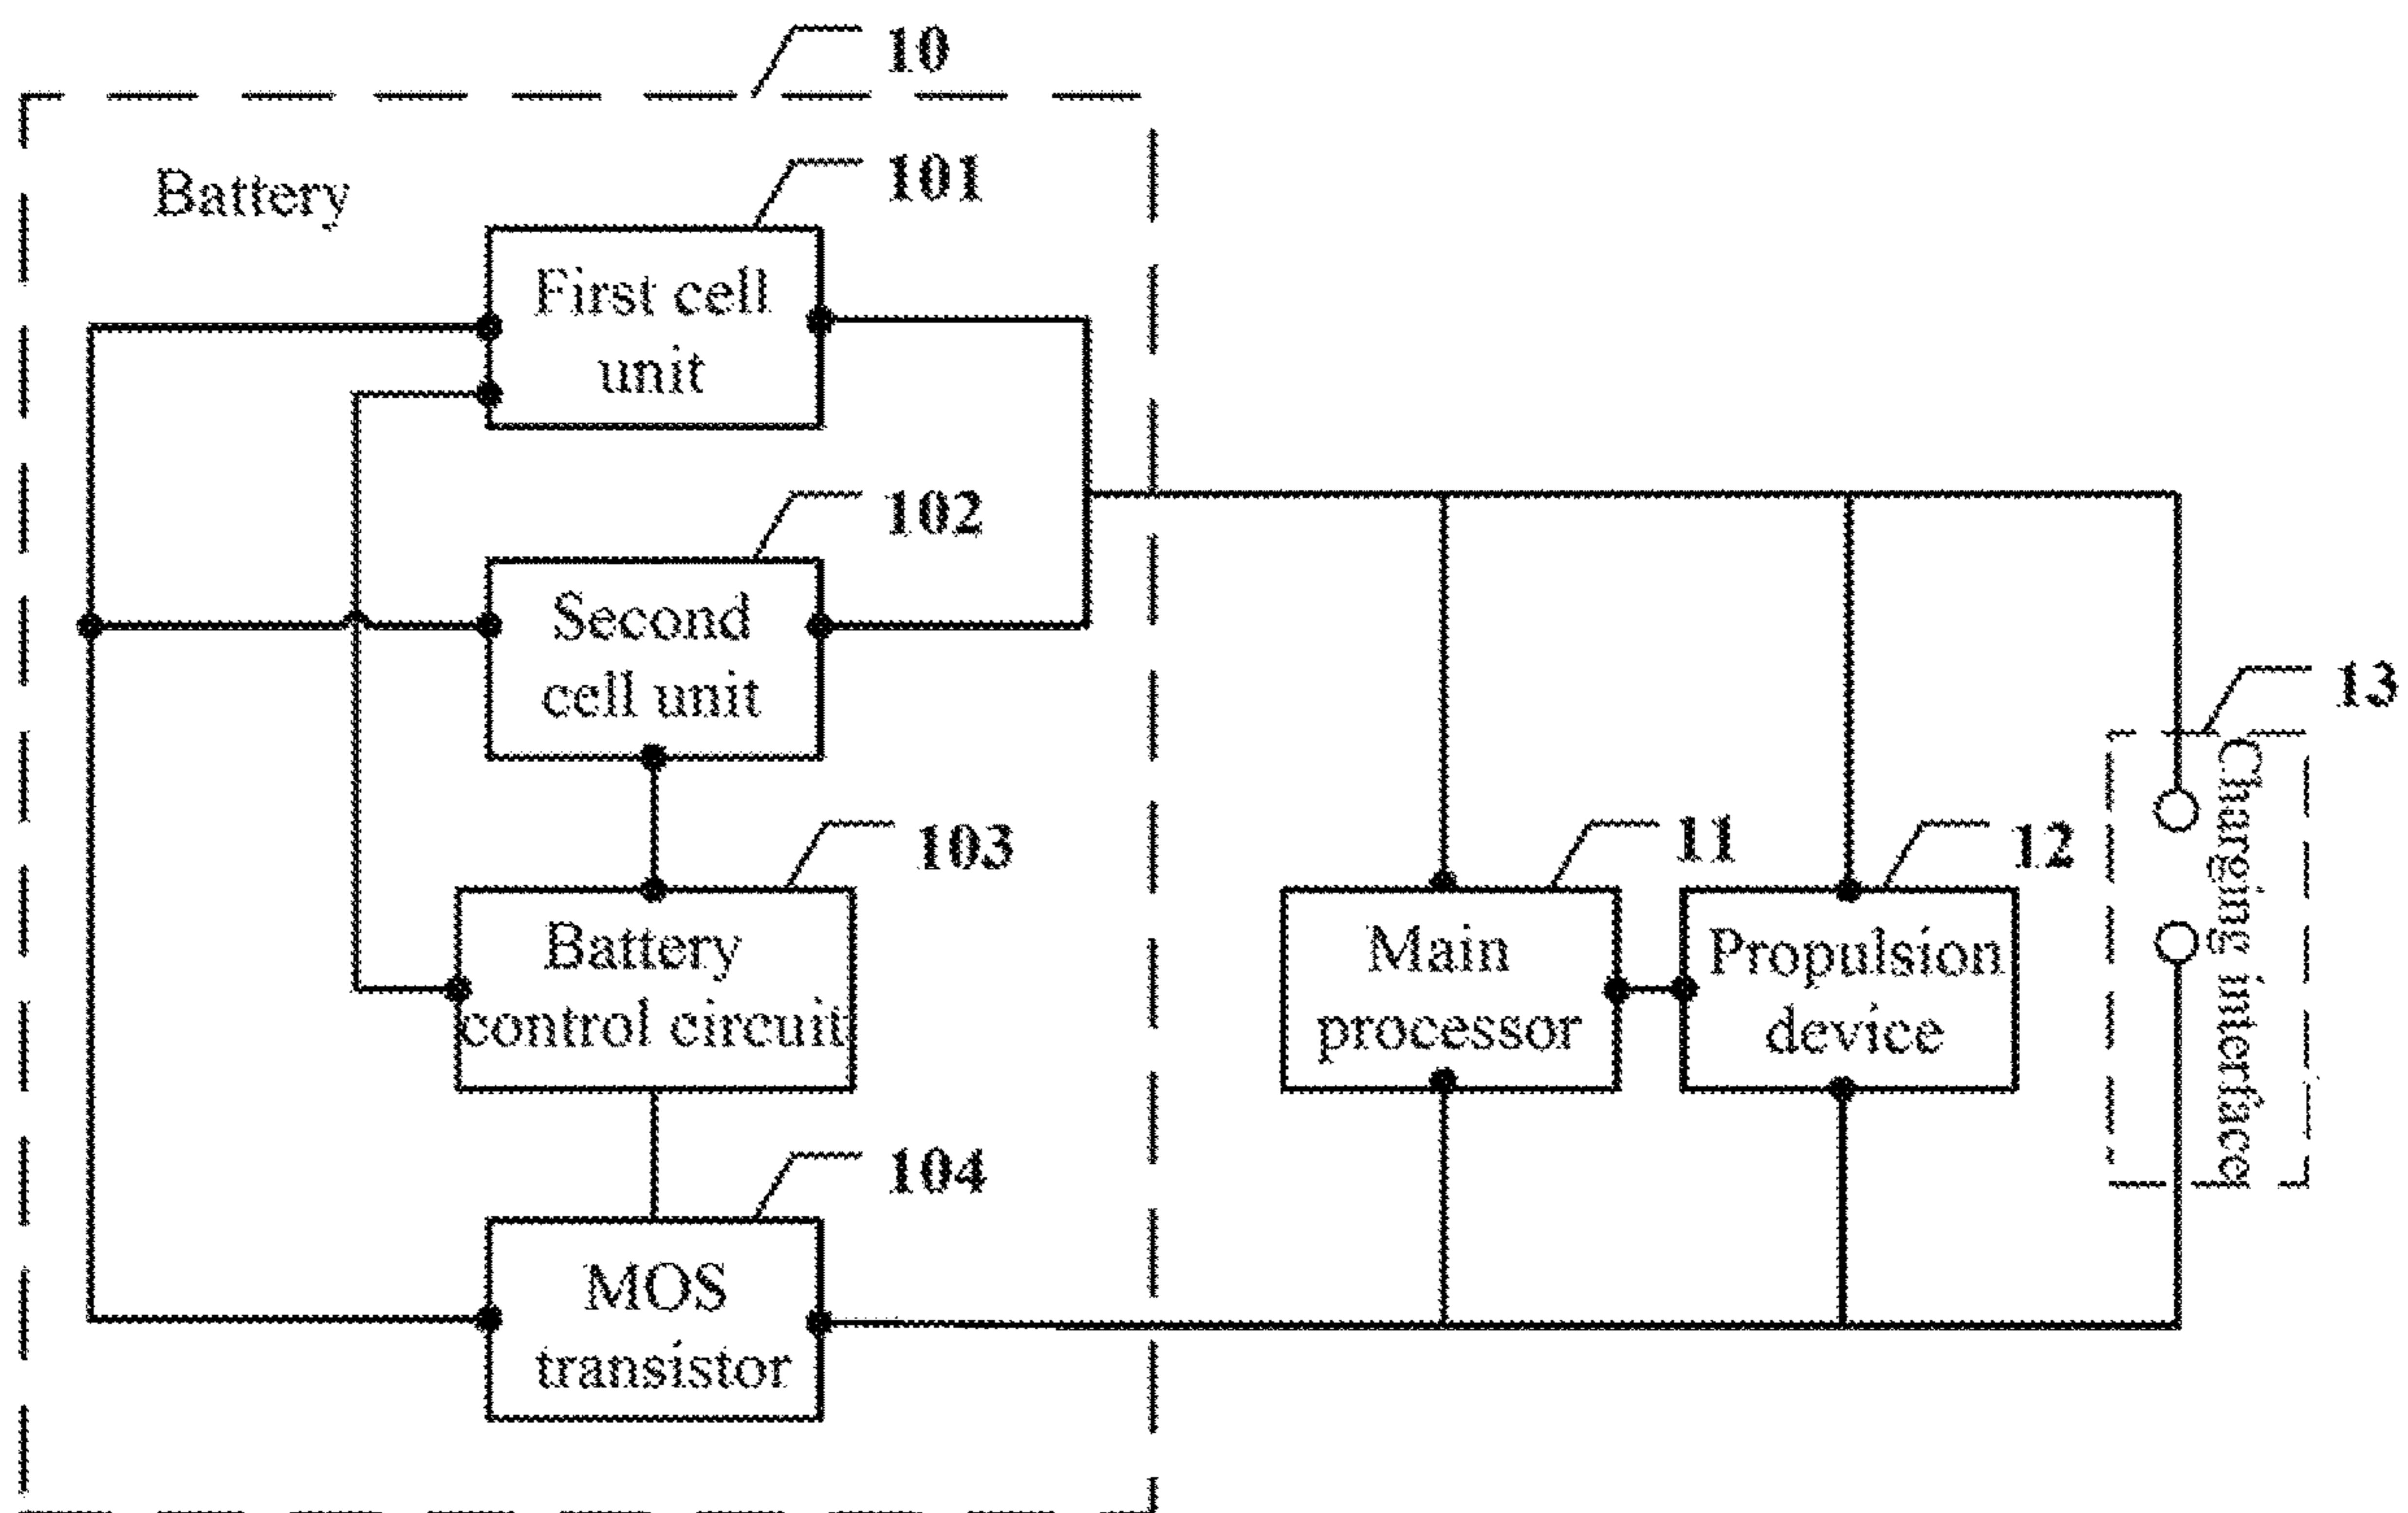 10
Battery
101
First cell
unit
102
Second
cell unit
103
Battery
control circuit
104
MOS
transistor
11
Main
processor
12
Propulsion
device
13
Charging interface